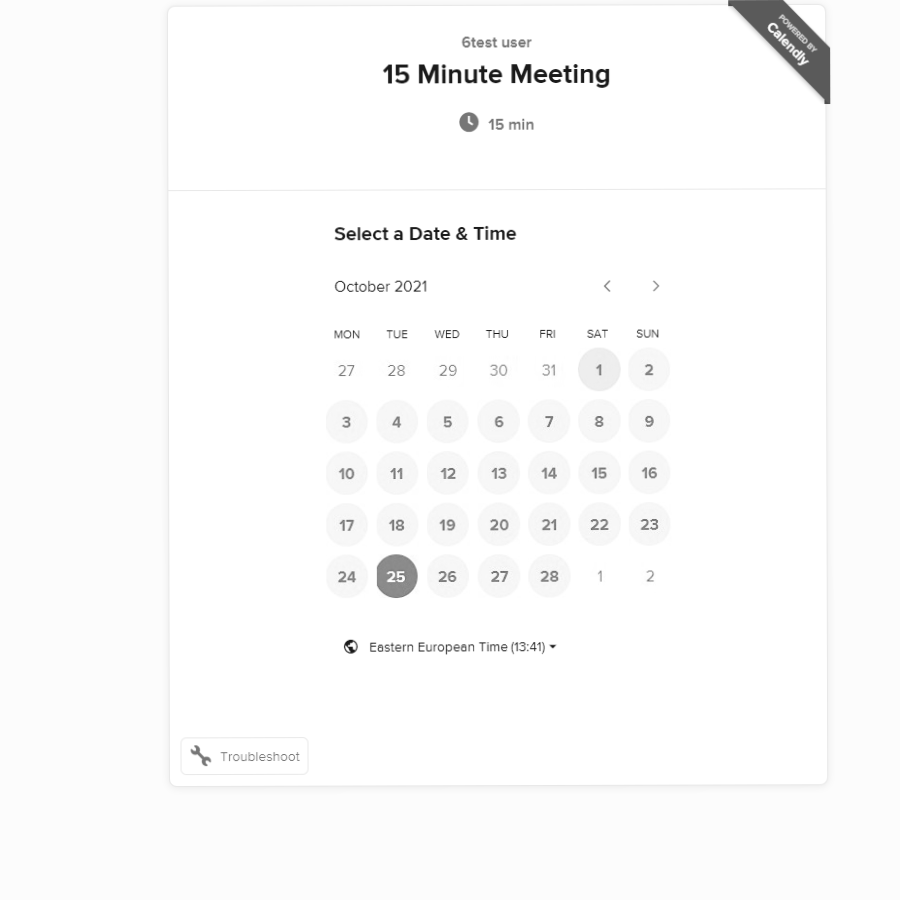 POWERED BY
Calendly
6test user
15 Minute Meeting
15 min
Select a Date & Time
October 2021
MON TUE WED THU FRI SAT SUN
27 28 29 30 31 1 2
3 4 5 6 7 8 9
10 11 12 13 14 15 16
17 18 19 20 21 22 23
24 25 26 27 28 1 2
Eastern European Time (13:41)
Troubleshoot